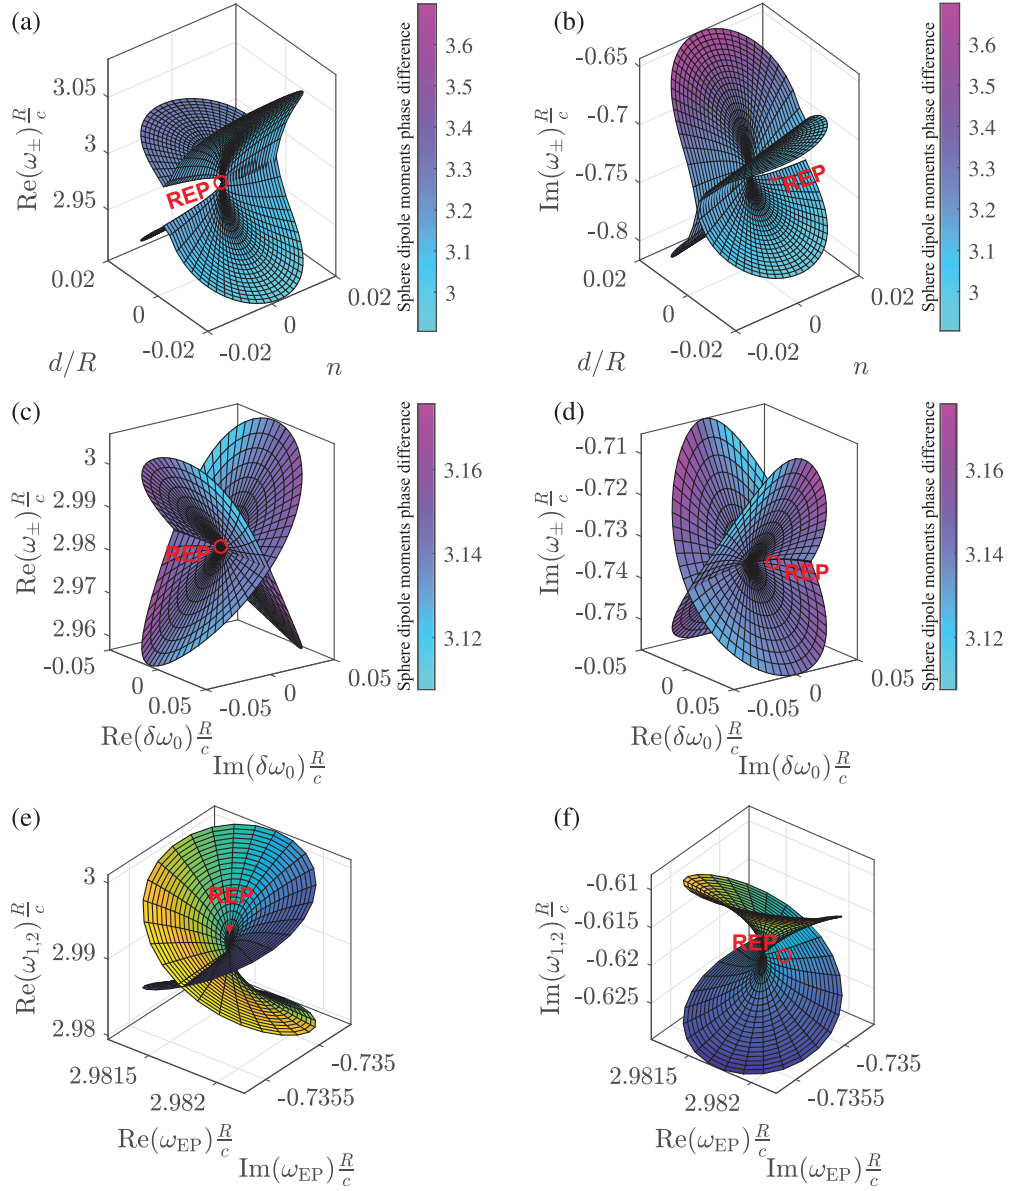 (a)
Re(ω±) R/c
3.05
3
2.95
0.02
0
-0.02
d/R
-0.02
0
0.02
n
REP
Sphere dipole moments phase difference
3.6
3.5
3.4
3.3
3.2
3.1
3
(b)
Im(ω±) R/c
-0.65
-0.7
-0.75
-0.8
0.02
0
-0.02
d/R
-0.02
0
0.02
n
REP
Sphere dipole moments phase difference
3.6
3.5
3.4
3.3
3.2
3.1
3
(c)
Re(ω±) R/c
3
2.99
2.98
2.97
2.96
-0.05
0
0.05
Re(δω₀) R/c
-0.05
0
0.05
Im(δω₀) R/c
REP
Sphere dipole moments phase difference
3.16
3.14
3.12
(d)
Im(ω±) R/c
-0.71
-0.72
-0.73
-0.74
-0.75
-0.05
0
0.05
Re(δω₀) R/c
-0.05
0
0.05
Im(δω₀) R/c
REP
Sphere dipole moments phase difference
3.16
3.14
3.12
(e)
Re(ω₁,₂) R/c
3
2.99
2.98
2.9815
2.982
Re(ω_EP) R/c
-0.7355
-0.735
Im(ω_EP) R/c
REP
(f)
Im(ω₁,₂) R/c
-0.61
-0.615
-0.62
-0.625
2.9815
2.982
Re(ω_EP) R/c
-0.7355
-0.735
Im(ω_EP) R/c
REP